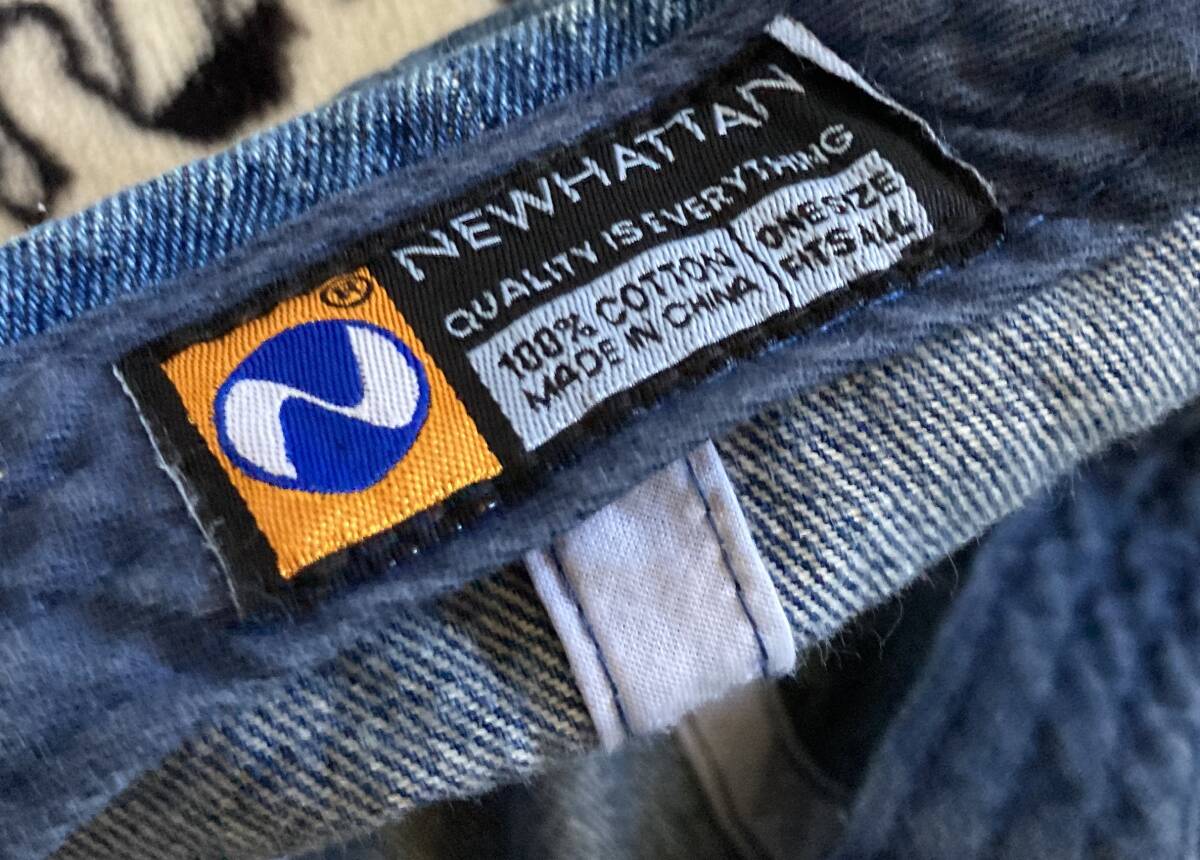 NEWHATTAN
QUALITY IS EVERYTHING
100% COTTON
MADE IN CHINA
ONE SIZE
FITS ALL
N
®